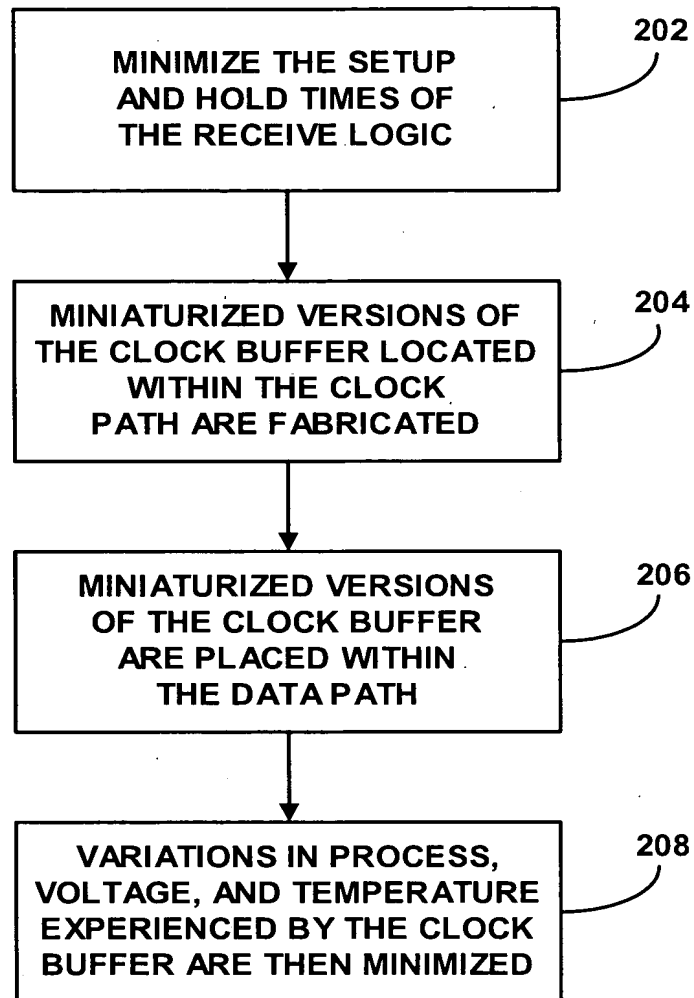 MINIMIZE THE SETUP
AND HOLD TIMES OF
THE RECEIVE LOGIC
202
MINIATURIZED VERSIONS OF
THE CLOCK BUFFER LOCATED
WITHIN THE CLOCK
PATH ARE FABRICATED
204
MINIATURIZED VERSIONS
OF THE CLOCK BUFFER
ARE PLACED WITHIN
THE DATA PATH
206
VARIATIONS IN PROCESS,
VOLTAGE, AND TEMPERATURE
EXPERIENCED BY THE CLOCK
BUFFER ARE THEN MINIMIZED
208